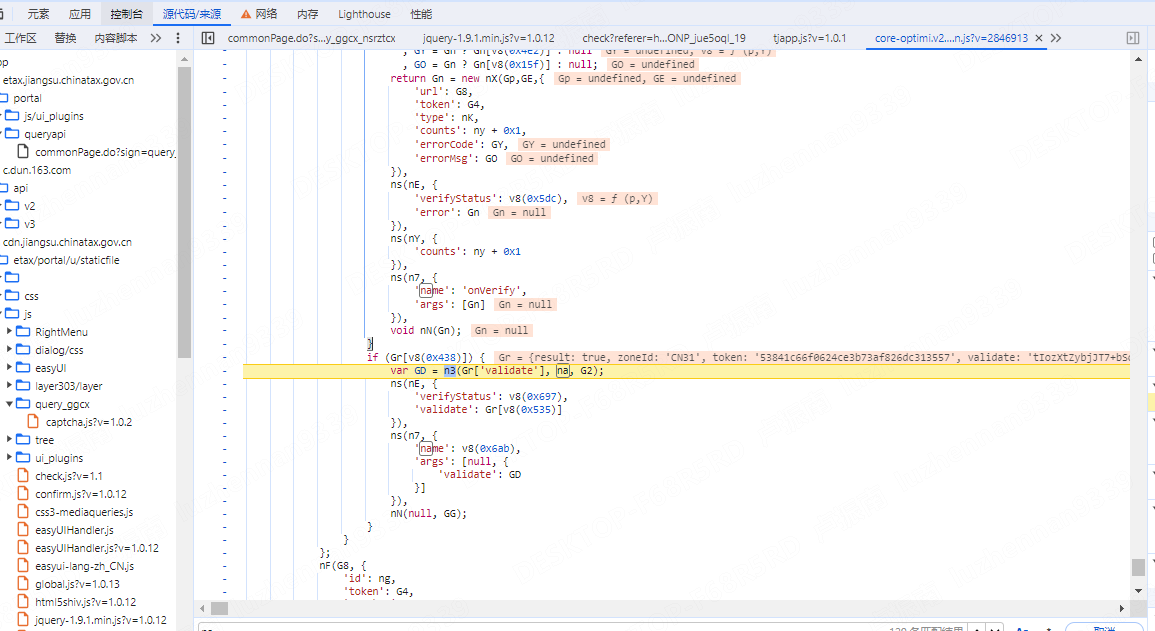 元素 应用 控制台 源代码/来源 网络 内存 Lighthouse 性能
工作区 替换 内容脚本
commonPage.do?s...y_ggcx_nsrztcx jquery-1.9.1.min.js?v=1.0.12 check?referer=h...ONP_jue5oql_19 tjapp.js?v=1.0.1 core-optimi.v2....n.js?v=2846913
op
etax.jiangsu.chinatax.gov.cn
portal
js/ui_plugins
queryapi
commonPage.do?sign=query_
c.dun.163.com
api
v2
v3
cdn.jiangsu.chinatax.gov.cn
etax/portal/u/staticfile
css
js
RightMenu
dialog/css
easyUI
layer303/layer
query_ggcx
captcha.js?v=1.0.2
tree
ui_plugins
check.js?v=1.1
confirm.js?v=1.0.12
css3-mediaqueries.js
easyUIHandler.js
easyUIHandler.js?v=1.0.12
easyui-lang-zh_CN.js
global.js?v=1.0.13
html5shiv.js?v=1.0.12
jquery-1.9.1.min.js?v=1.0.12
, GY = Gn ? Gn[v8(0x4e2)] : null GY = undefined, v8 = ƒ (p,Y)
, GO = Gn ? Gn[v8(0x15f)] : null; GO = undefined
return Gn = new nX(Gp,GE,{ Gp = undefined, GE = undefined
'url': G8,
'token': G4,
'type': nK,
'counts': ny + 0x1,
'errorCode': GY, GY = undefined
'errorMsg': GO GO = undefined
}),
ns(nE, {
'verifyStatus': v8(0x5dc), v8 = ƒ (p,Y)
'error': Gn Gn = null
}),
ns(nY, {
'counts': ny + 0x1
}),
ns(n7, {
'name': 'onVerify',
'args': [Gn] Gn = null
}),
void nN(Gn); Gn = null
}
if (Gr[v8(0x438)]) { Gr = {result: true, zoneId: 'CN31', token: '53841c66f0624ce3b73af826dc313557', validate: 'tIozXtZybjJT7+bS
var GD = n3(Gr['validate'], na, G2);
ns(nE, {
'verifyStatus': v8(0x697),
'validate': Gr[v8(0x535)]
}),
ns(n7, {
'name': v8(0x6ab),
'args': [null, {
'validate': GD
}]
}),
nN(null, GG);
}
}
};
nF(G8, {
'id': ng,
'token': G4,
Aa .* 取消